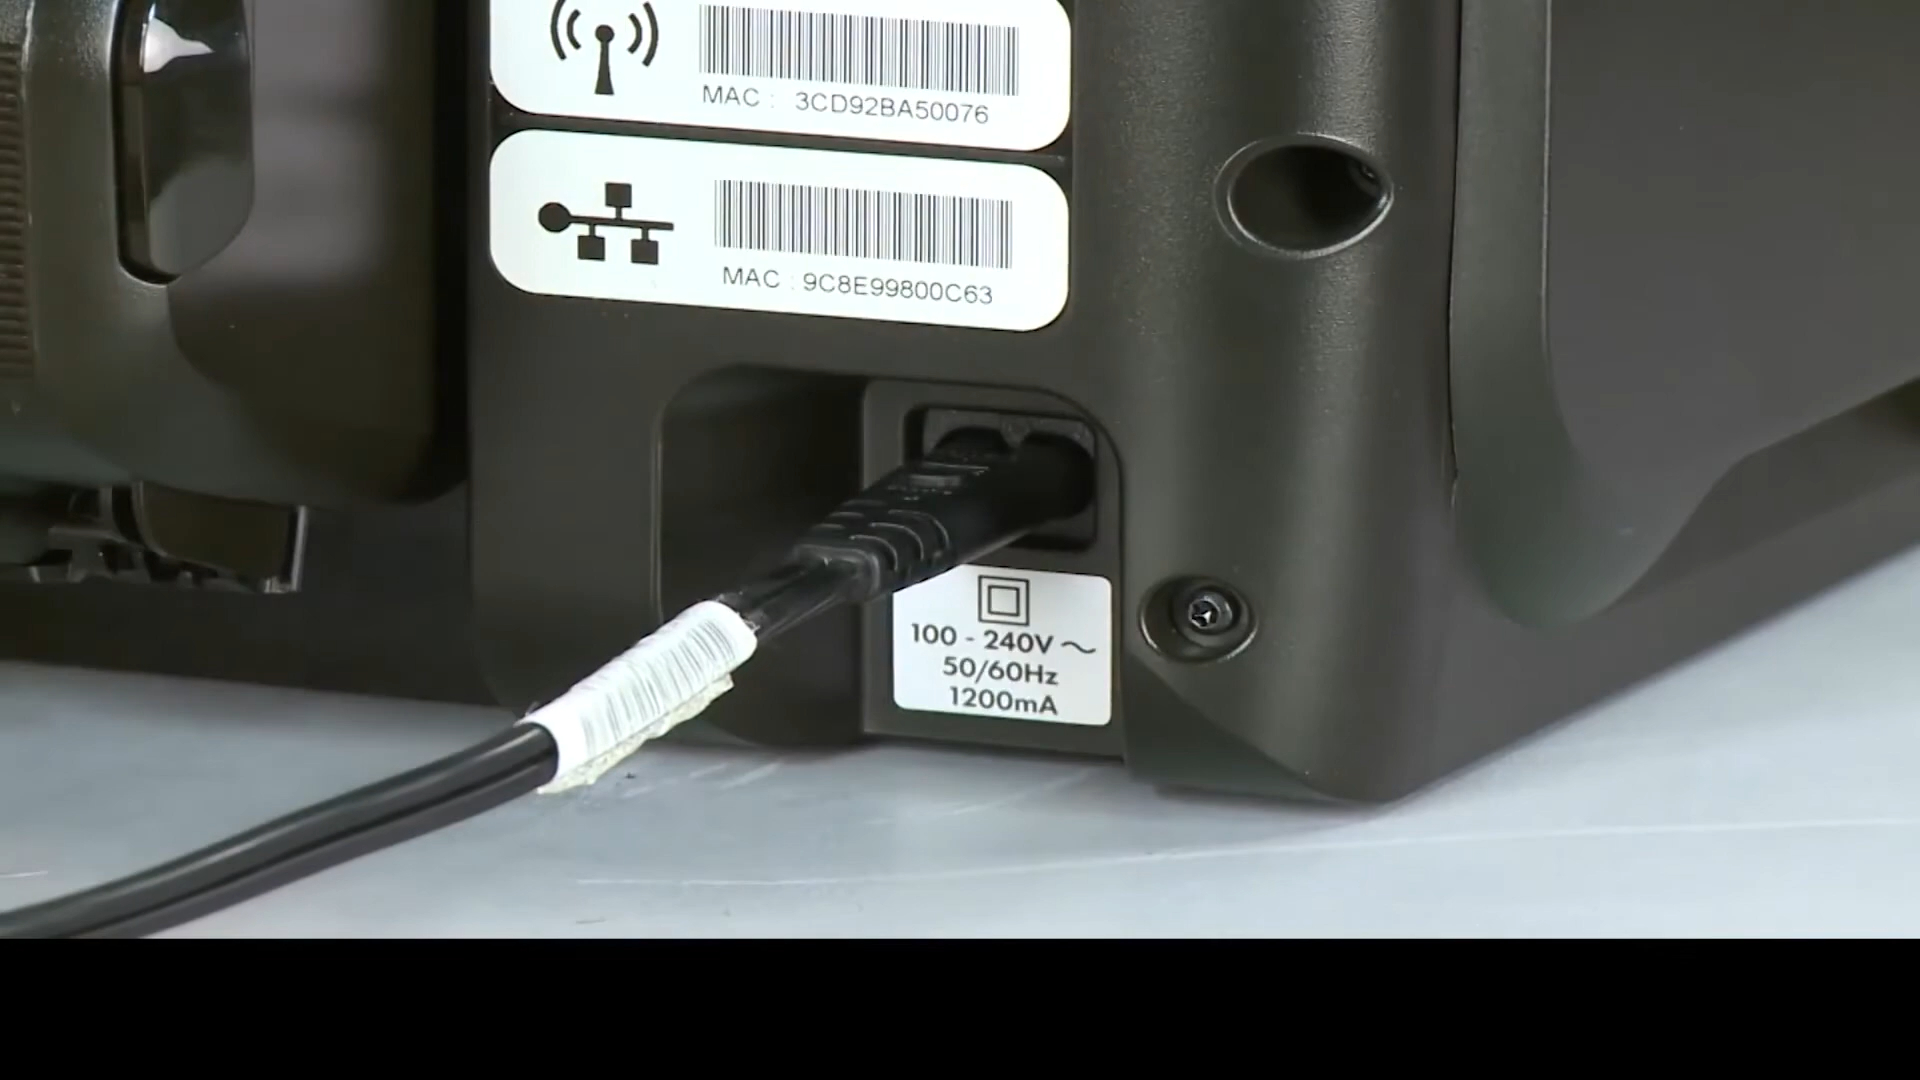 MAC : 3CD92BA50076
MAC : 9C8E99800C63
100 - 240V ~
50/60Hz
1200mA